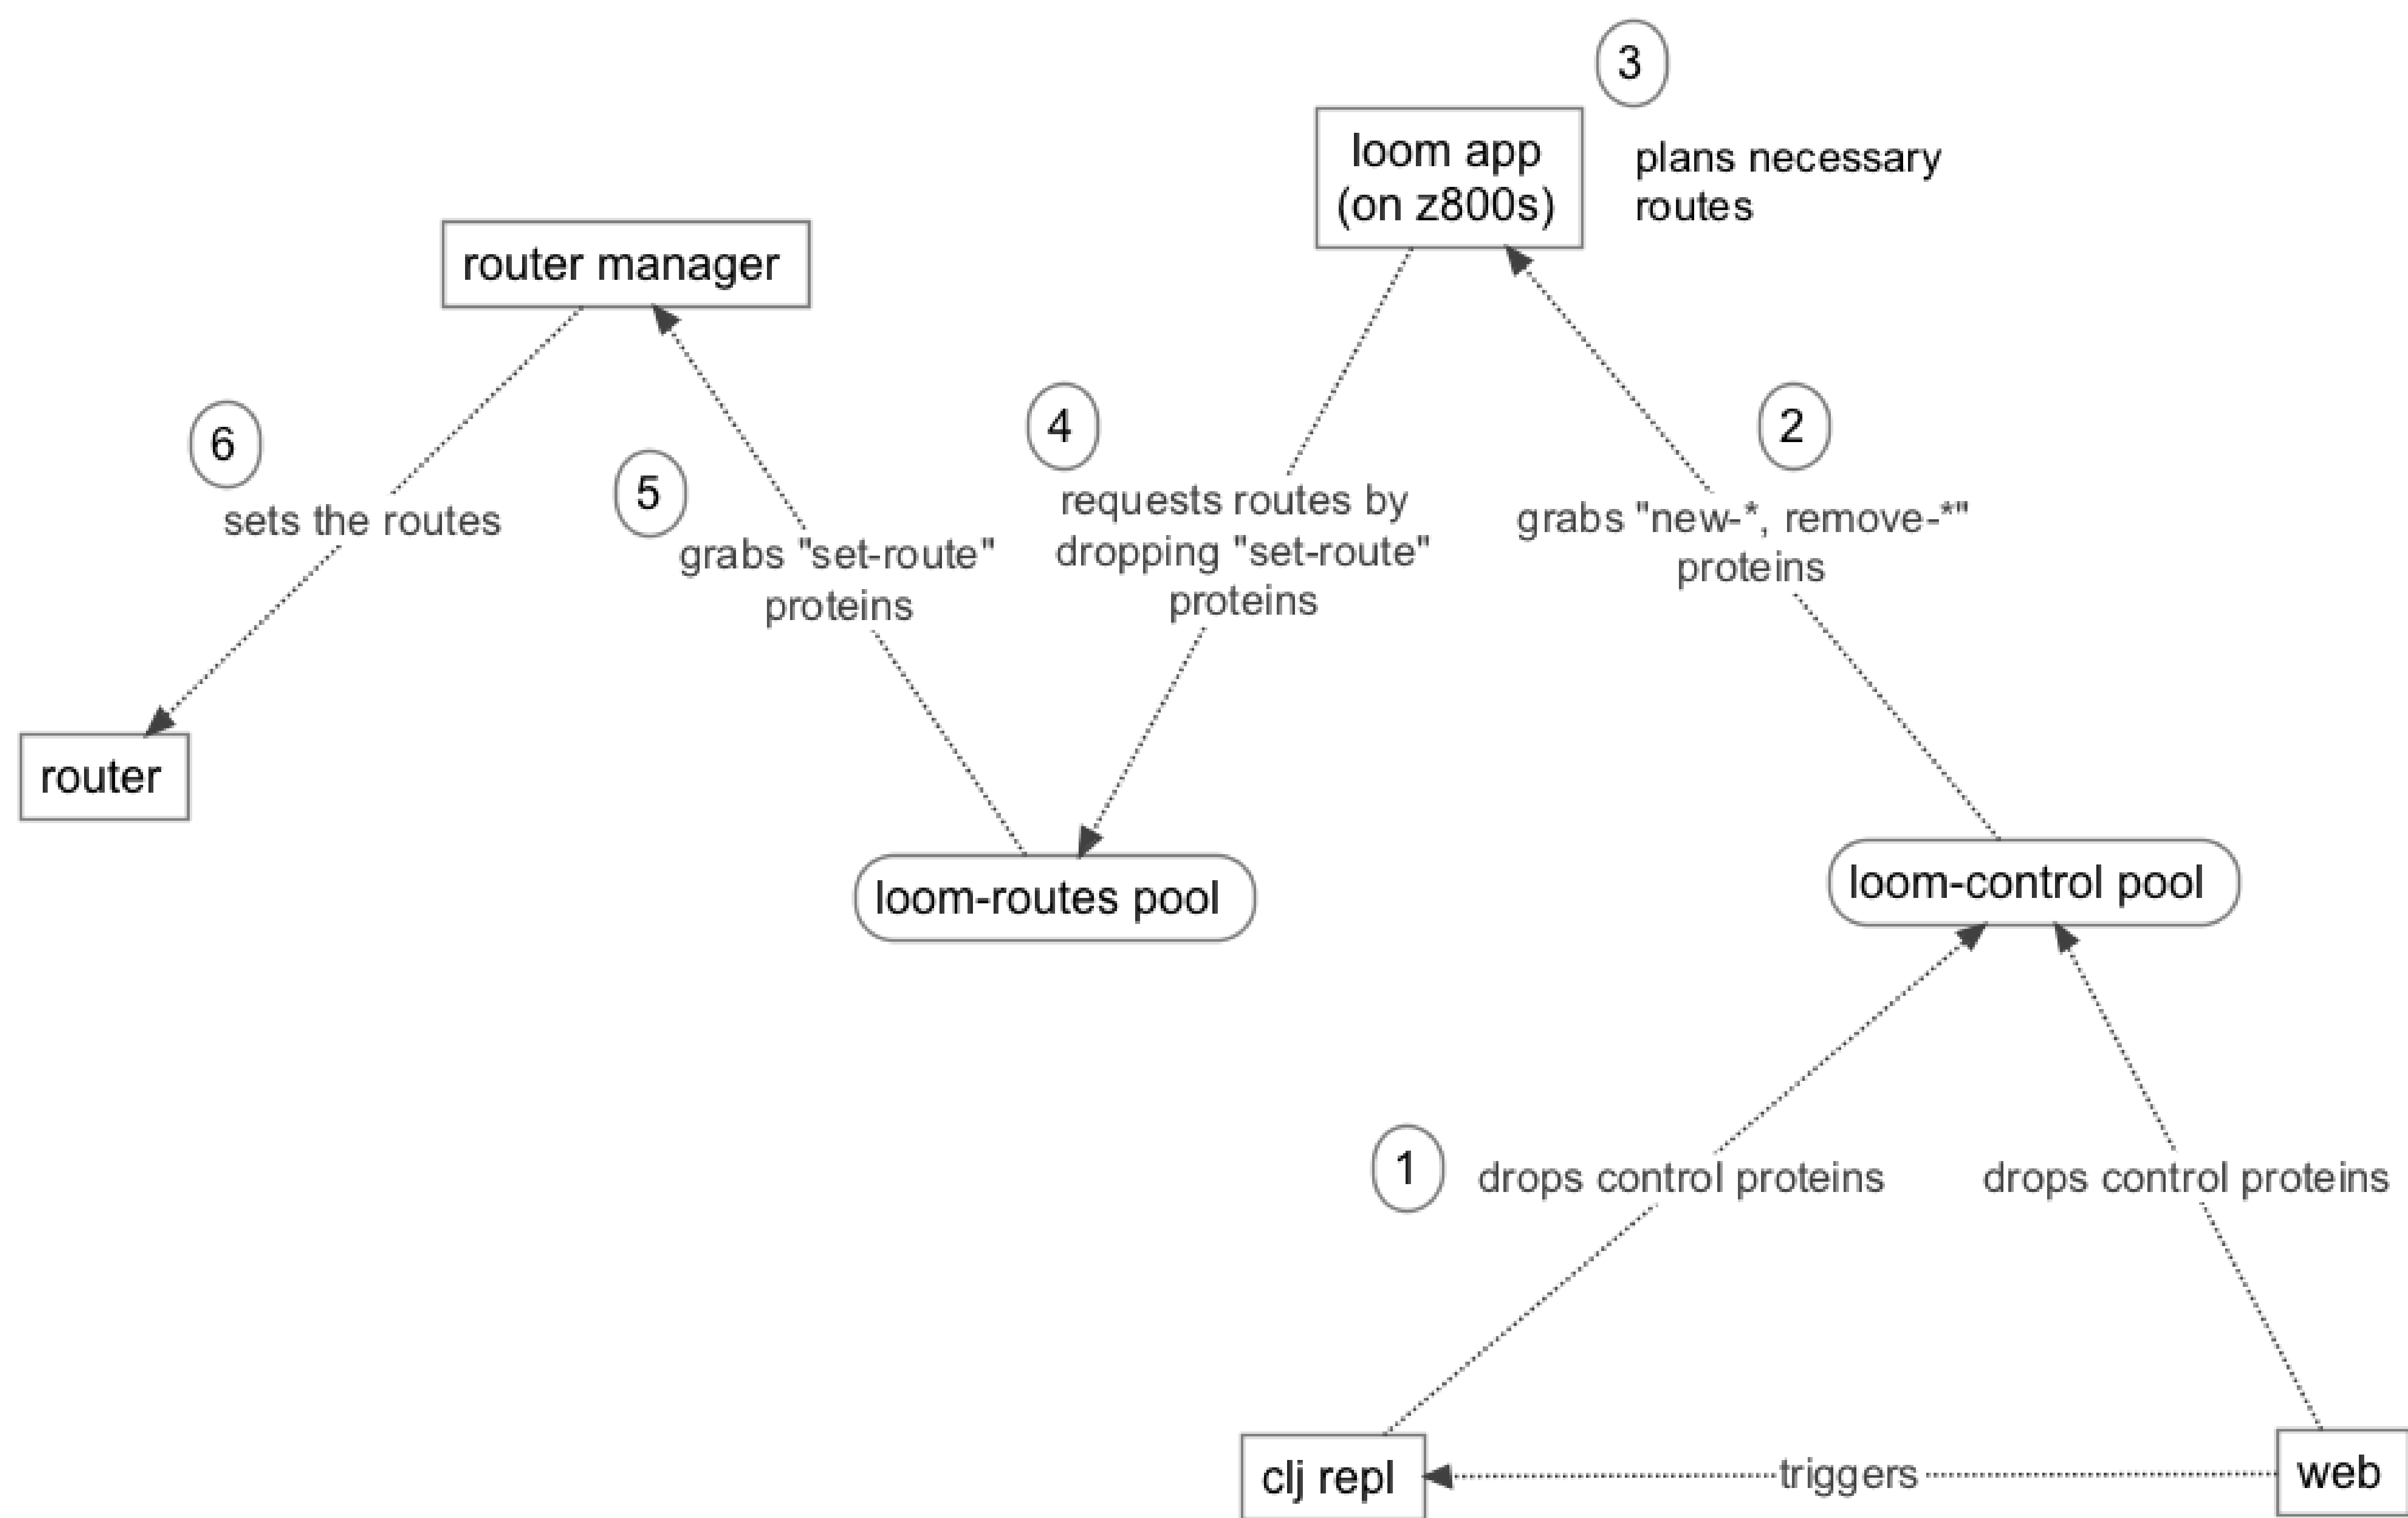 3
loom app
(on z800s)
plans necessary
routes
router manager
6
sets the routes
5
grabs "set-route"
proteins
4
requests routes by
dropping "set-route"
proteins
2
grabs "new-*, remove-*"
proteins
router
loom-routes pool
loom-control pool
1
drops control proteins
drops control proteins
clj repl
triggers
web